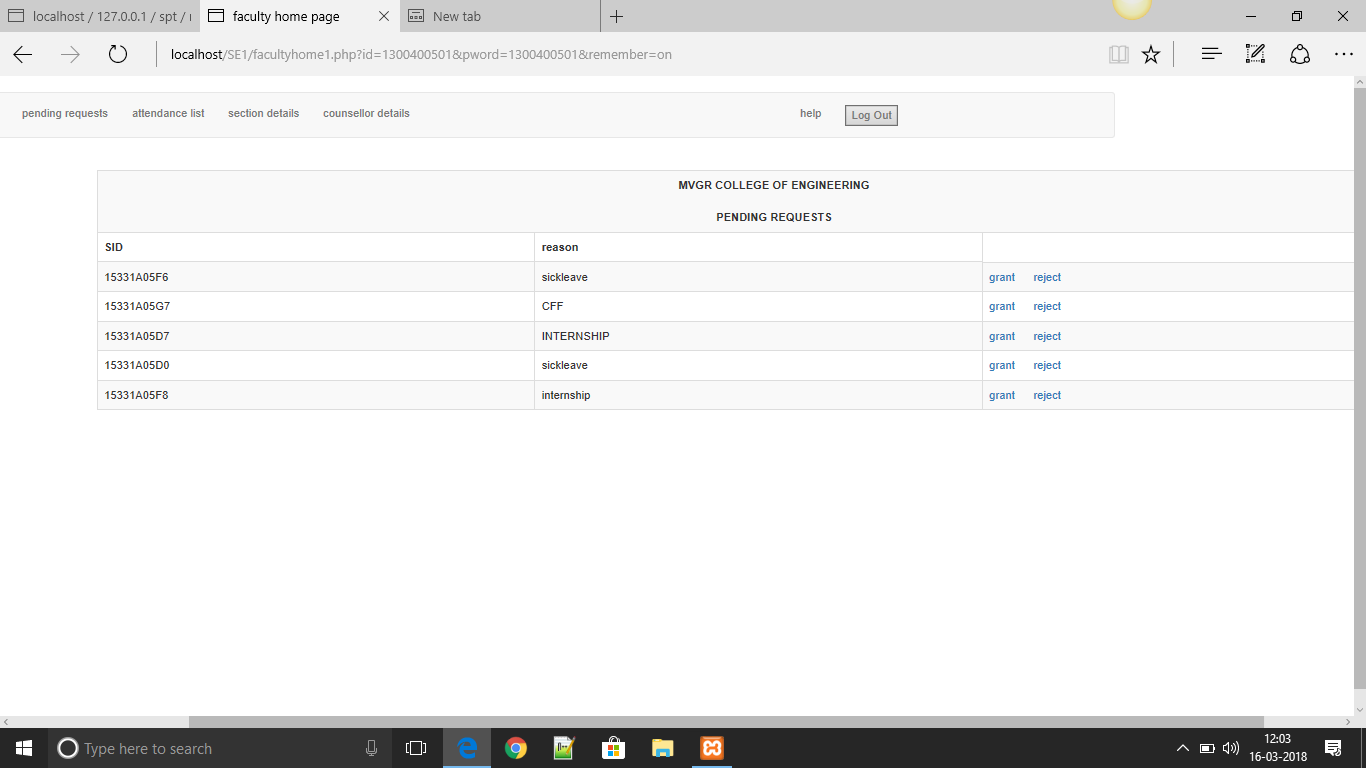 localhost / 127.0.0.1 / spt / faculty home page New tab
localhost/SE1/facultyhome1.php?id=1300400501&pword=1300400501&remember=on
pending requests attendance list section details counsellor details help Log Out
MVGR COLLEGE OF ENGINEERING
PENDING REQUESTS
SID reason
15331A05F6 sickleave grant reject
15331A05G7 CFF grant reject
15331A05D7 INTERNSHIP grant reject
15331A05D0 sickleave grant reject
15331A05F8 internship grant reject
Type here to search
12:03
16-03-2018